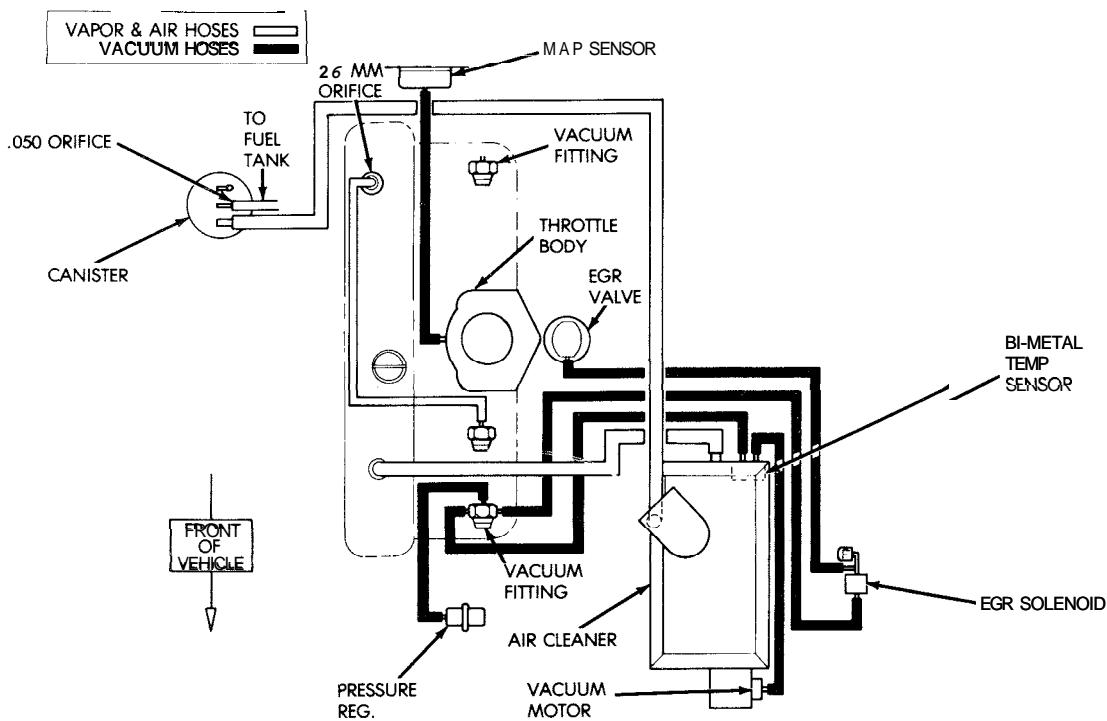 VAPOR & AIR HOSES
VACUUM HOSES
MAP SENSOR
26 MM
ORIFICE
TO
FUEL
TANK
.050 ORIFICE
VACUUM
FITTING
THROTTLE
BODY
CANISTER
EGR
VALVE
BI-METAL
TEMP
SENSOR
FRONT
OF
VEHICLE
VACUUM
FITTING
EGR SOLENOID
AIR CLEANER
PRESSURE
REG.
VACUUM
MOTOR